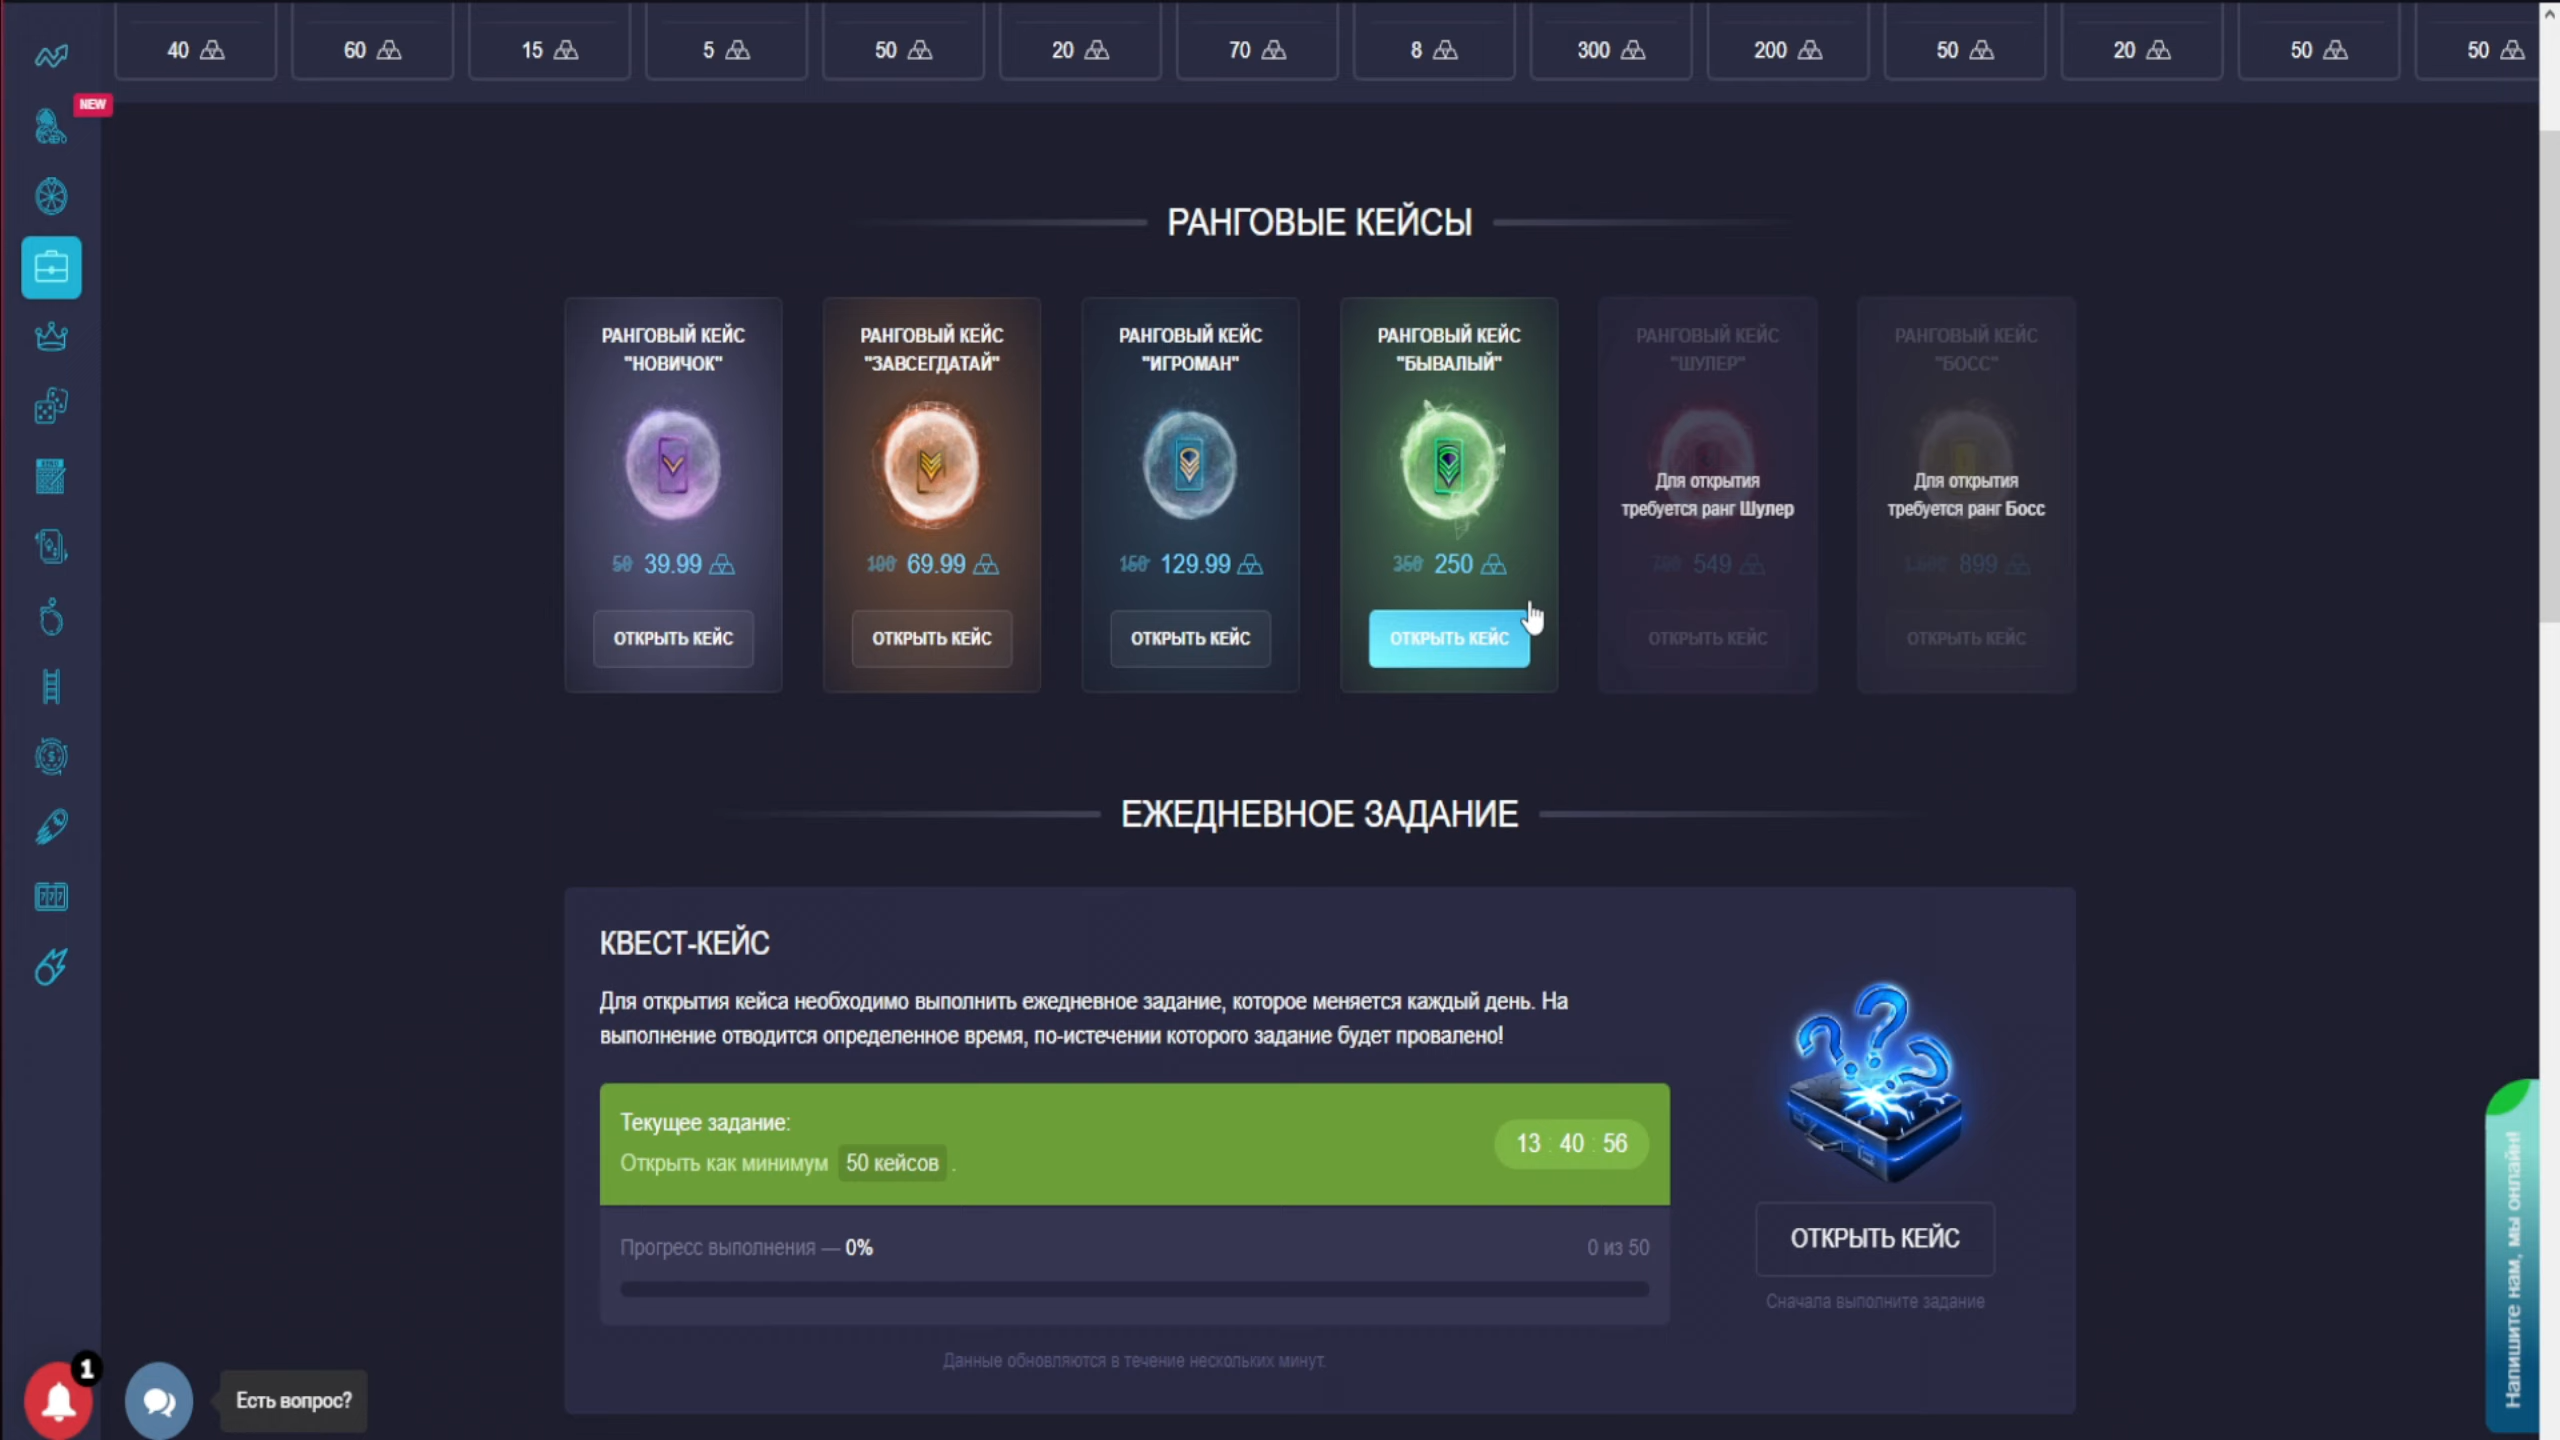 40
60
15
5
50
20
70
8
300
200
50
20
50
50
NEW
РАНГОВЫЕ КЕЙСЫ
РАНГОВЫЙ КЕЙС
"НОВИЧОК"
50 39.99
ОТКРЫТЬ КЕЙС
РАНГОВЫЙ КЕЙС
"ЗАВСЕГДАТАЙ"
100 69.99
ОТКРЫТЬ КЕЙС
РАНГОВЫЙ КЕЙС
"ИГРОМАН"
150 129.99
ОТКРЫТЬ КЕЙС
РАНГОВЫЙ КЕЙС
"БЫВАЛЫЙ"
350 250
ОТКРЫТЬ КЕЙС
РАНГОВЫЙ КЕЙС
"ШУЛЕР"
Для открытия
требуется ранг Шулер
549
ОТКРЫТЬ КЕЙС
РАНГОВЫЙ КЕЙС
"БОСС"
Для открытия
требуется ранг Босс
899
ОТКРЫТЬ КЕЙС
ЕЖЕДНЕВНОЕ ЗАДАНИЕ
КВЕСТ-КЕЙС
Для открытия кейса необходимо выполнить ежедневное задание, которое меняется каждый день. На
выполнение отводится определенное время, по-истечении которого задание будет провалено!
Текущее задание:
Открыть как минимум 50 кейсов .
13 : 40 : 56
Прогресс выполнения — 0%
0 из 50
Данные обновляются в течение нескольких минут.
ОТКРЫТЬ КЕЙС
Сначала выполните задание
1
Есть вопрос?
Напишите нам, мы онлайн!